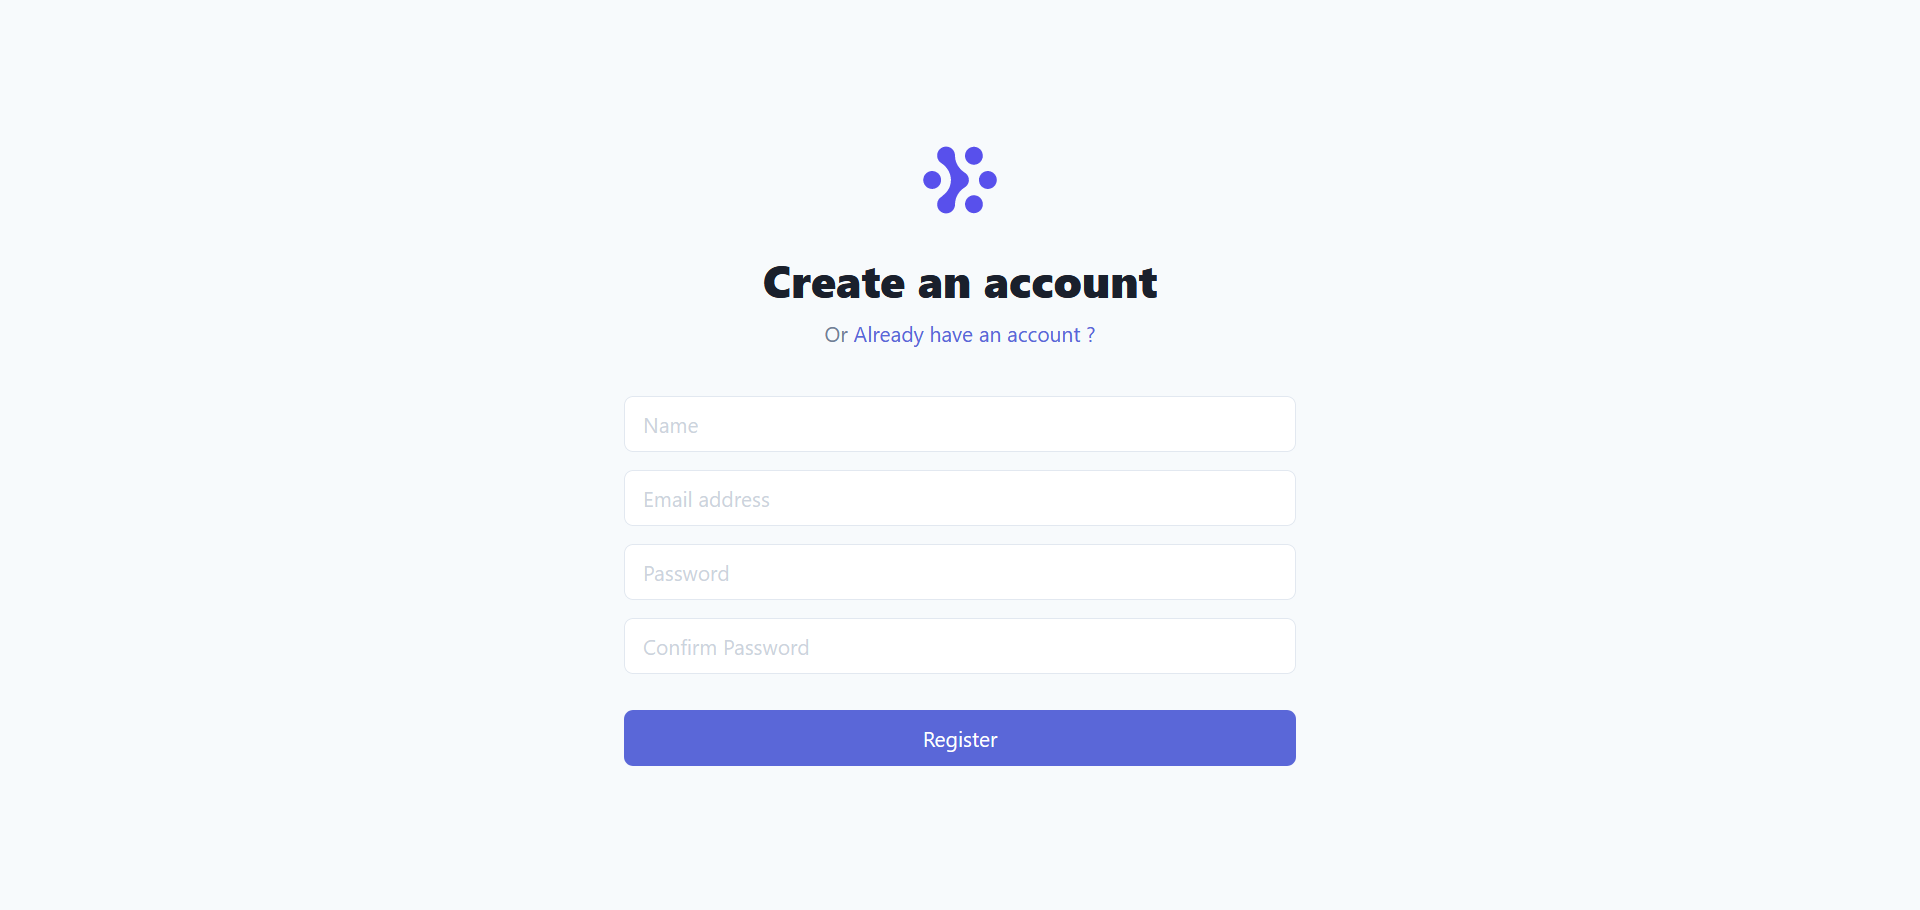 Create an account
Or Already have an account ?
Name
Email address
Password
Confirm Password
Register